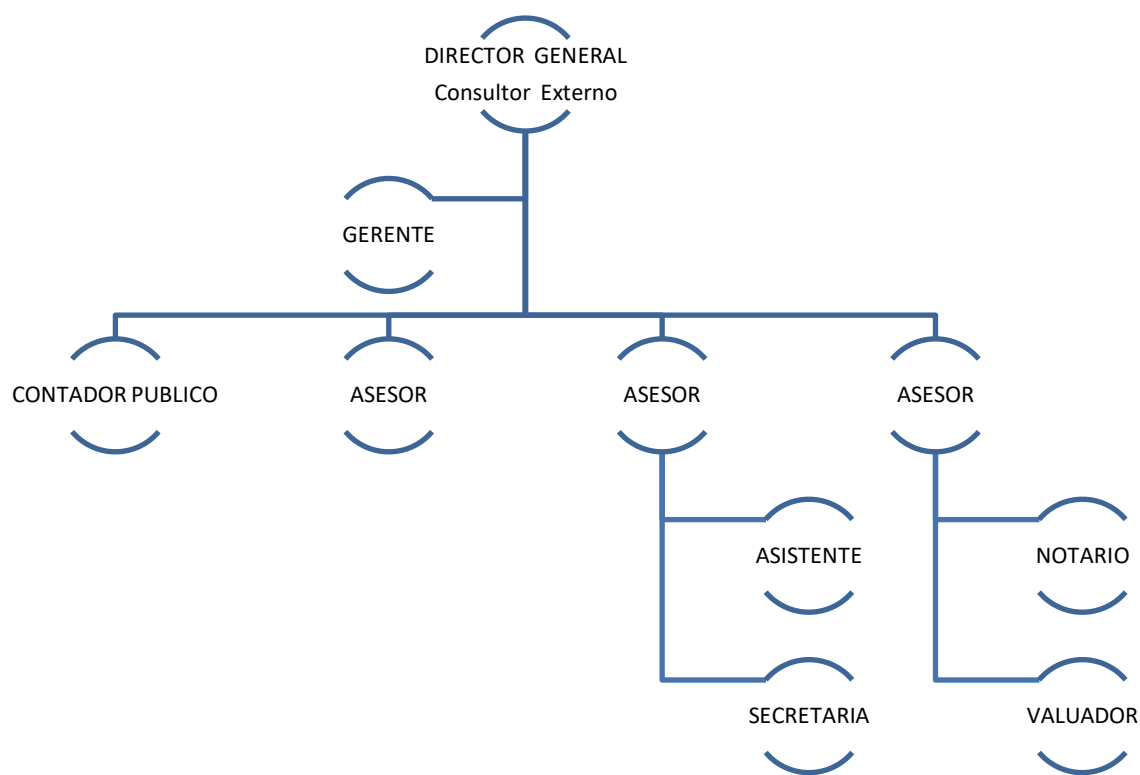 DIRECTOR GENERAL
Consultor Externo
GERENTE
CONTADOR PUBLICO
ASESOR
ASESOR
ASESOR
ASISTENTE
NOTARIO
SECRETARIA
VALUADOR